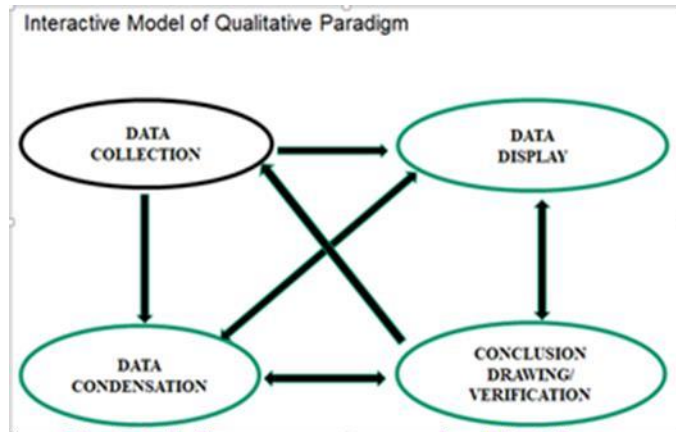 Interactive Model of Qualitative Paradigm
DATA
COLLECTION
DATA
DISPLAY
DATA
CONDENSATION
CONCLUSION
DRAWING/
VERIFICATION